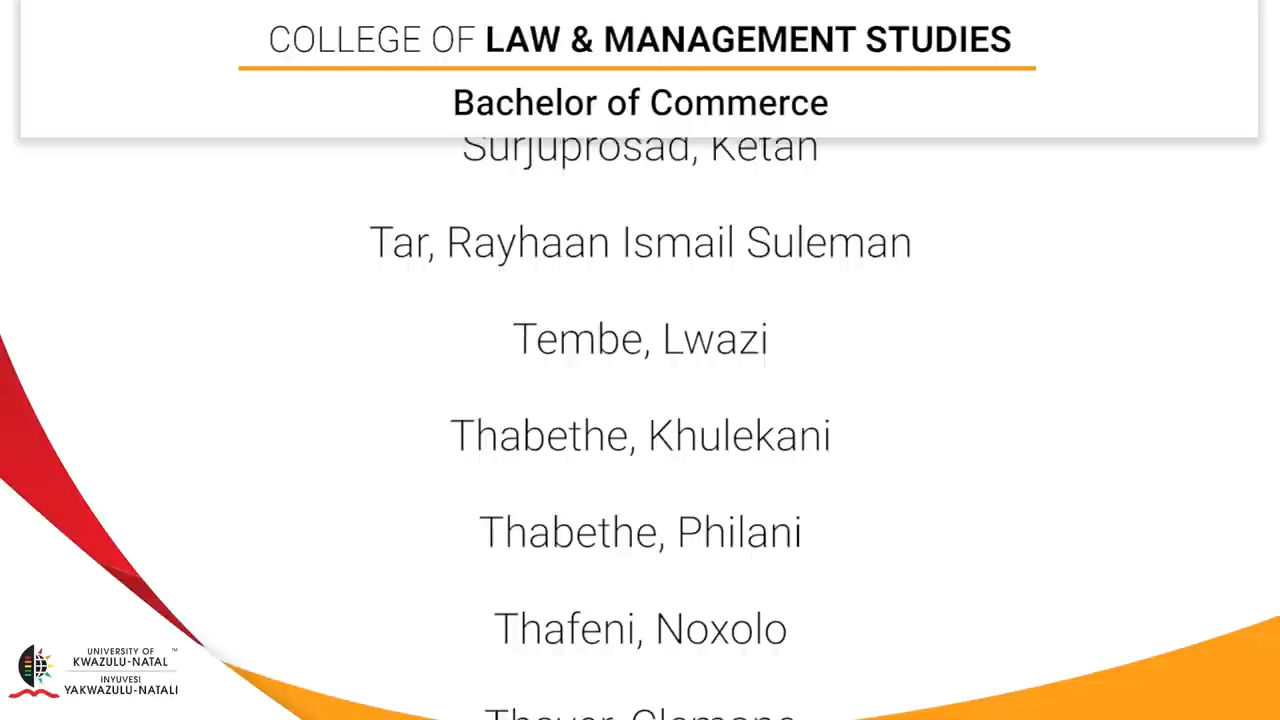 COLLEGE OF LAW & MANAGEMENT STUDIES
Bachelor of Commerce
Surjuprosad, Ketan
Tar, Rayhaan Ismail Suleman
Tembe, Lwazi
Thabethe, Khulekani
Thabethe, Philani
Thafeni, Noxolo
UNIVERSITY OF ™
KWAZULU-NATAL
INYUVESI
YAKWAZULU-NATALI